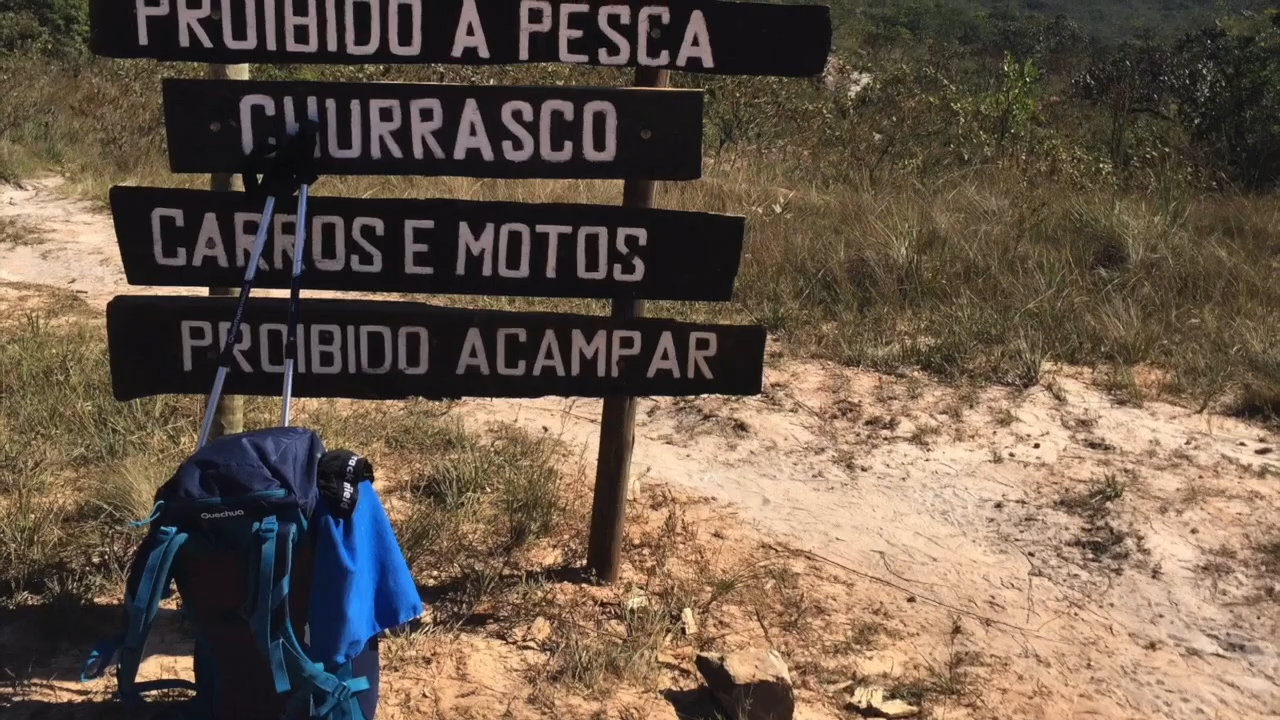 PROIBIDO A PESCA
CHURRASCO
CARROS E MOTOS
PROIBIDO ACAMPAR
Quechua